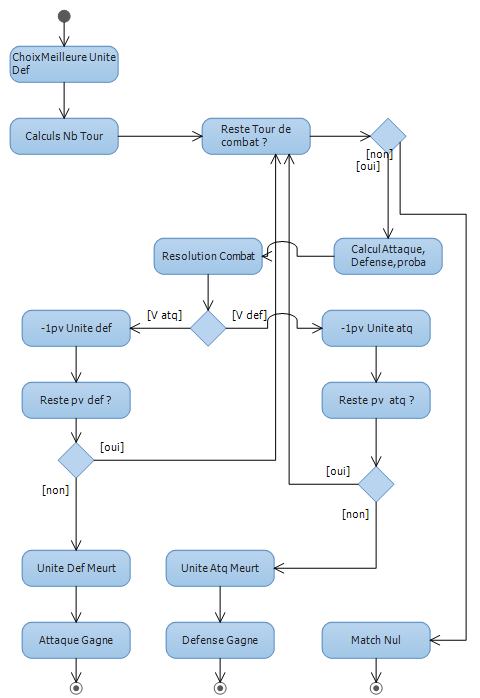 ChoixMeilleure Unite
Def
Calculs Nb Tour
Reste Tour de
combat ?
[non]
[oui]
Resolution Combat
CalculAttaque,
Defense,proba
[V atq]
[V def]
-1pv Unite def
-1pv Unite atq
Reste pv def ?
Reste pv atq ?
[oui]
[oui]
[non]
[non]
Unite Def Meurt
Unite Atq Meurt
Attaque Gagne
Defense Gagne
Match Nul